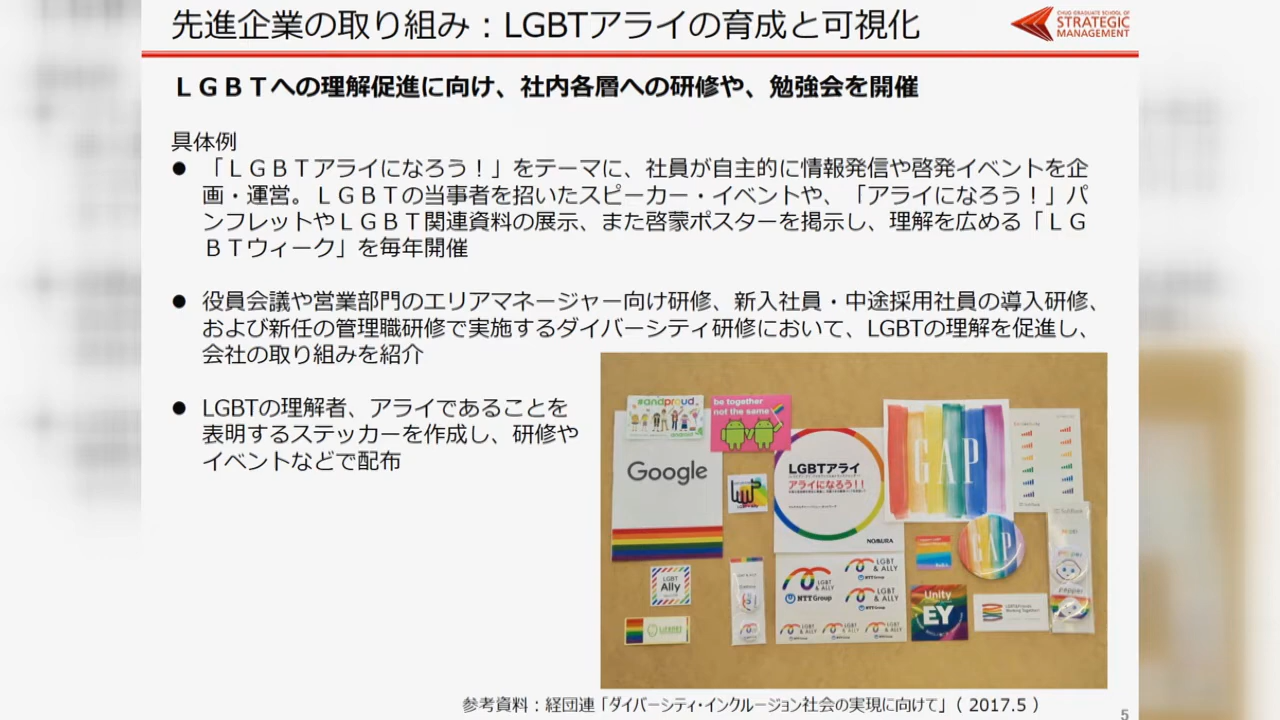 先進企業の取り組み：LGBTアライの育成と可視化
CHUO GRADUATE SCHOOL OF
STRATEGIC
MANAGEMENT
ＬＧＢＴへの理解促進に向け、社内各層への研修や、勉強会を開催
具体例
● 「ＬＧＢＴアライになろう！」をテーマに、社員が自主的に情報発信や啓発イベントを企
画・運営。ＬＧＢＴの当事者を招いたスピーカー・イベントや、「アライになろう！」パ
ンフレットやＬＧＢＴ関連資料の展示、また啓蒙ポスターを掲示し、理解を広める「ＬＧ
ＢＴウィーク」を毎年開催
● 役員会議や営業部門のエリアマネージャー向け研修、新入社員・中途採用社員の導入研修、
および新任の管理職研修で実施するダイバーシティ研修において、LGBTの理解を促進し、
会社の取り組みを紹介
● LGBTの理解者、アライであることを
表明するステッカーを作成し、研修や
イベントなどで配布
#andproud
android
be together
not the same
Google
LGBTアライ
アライになろう！！
NOMURA
GAP
GAP
LGBT
Ally
LGBT
& ALLY
NTT Group
LGBT
& ALLY
NTT Group
LGBT
& ALLY
NTT Group
LGBT
& ALLY
LGBT
& ALLY
LGBT
& ALLY
Unity
EY
参考資料：経団連「ダイバーシティ・インクルージョン社会の実現に向けて」（ 2017.5 ）
5